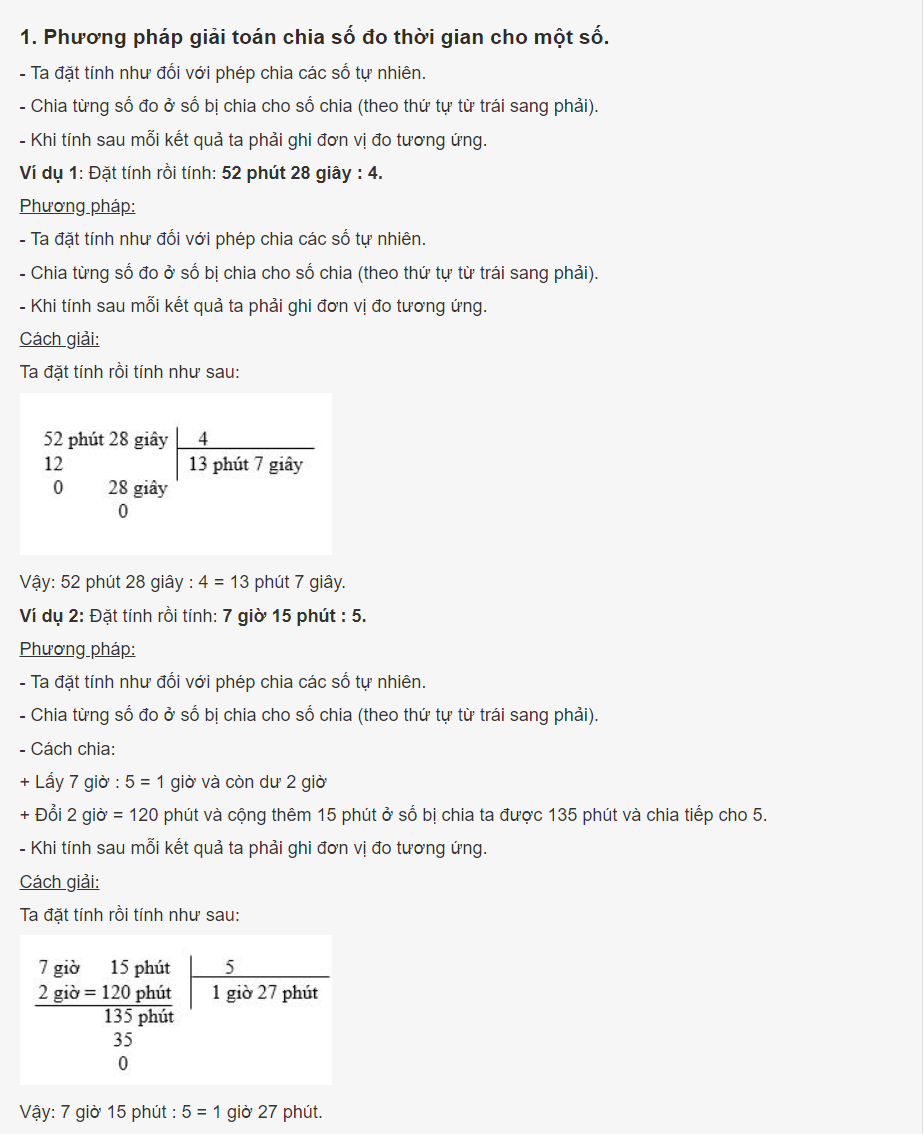 1. Phương pháp giải toán chia số đo thời gian cho một số.
- Ta đặt tính như đối với phép chia các số tự nhiên.
- Chia từng số đo ở số bị chia cho số chia (theo thứ tự từ trái sang phải).
- Khi tính sau mỗi kết quả ta phải ghi đơn vị đo tương ứng.
Ví dụ 1: Đặt tính rồi tính: 52 phút 28 giây : 4.
Phương pháp:
- Ta đặt tính như đối với phép chia các số tự nhiên.
- Chia từng số đo ở số bị chia cho số chia (theo thứ tự từ trái sang phải).
- Khi tính sau mỗi kết quả ta phải ghi đơn vị đo tương ứng.
Cách giải:
Ta đặt tính rồi tính như sau:
52 phút 28 giây 4
12 13 phút 7 giây
0 28 giây
0
Vậy: 52 phút 28 giây : 4 = 13 phút 7 giây.
Ví dụ 2: Đặt tính rồi tính: 7 giờ 15 phút : 5.
Phương pháp:
- Ta đặt tính như đối với phép chia các số tự nhiên.
- Chia từng số đo ở số bị chia cho số chia (theo thứ tự từ trái sang phải).
- Cách chia:
+ Lấy 7 giờ : 5 = 1 giờ và còn dư 2 giờ
+ Đổi 2 giờ = 120 phút và cộng thêm 15 phút ở số bị chia ta được 135 phút và chia tiếp cho 5.
- Khi tính sau mỗi kết quả ta phải ghi đơn vị đo tương ứng.
Cách giải:
Ta đặt tính rồi tính như sau:
7 giờ 15 phút 5
2 giờ = 120 phút 1 giờ 27 phút
135 phút
35
0
Vậy: 7 giờ 15 phút : 5 = 1 giờ 27 phút.